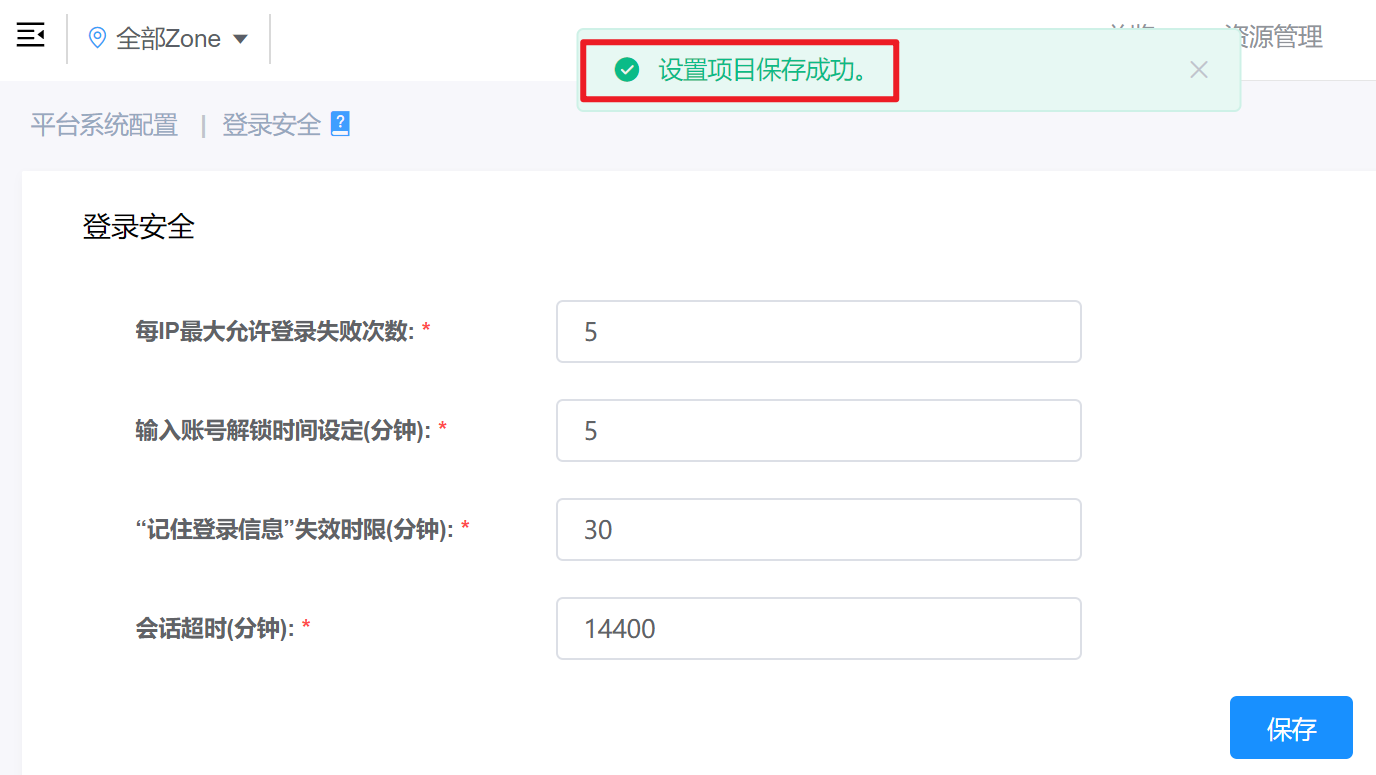 全部Zone
资源管理
设置项目保存成功。
平台系统配置 | 登录安全
登录安全
每IP最大允许登录失败次数: *
5
输入账号解锁时间设定(分钟): *
5
“记住登录信息”失效时限(分钟): *
30
会话超时(分钟): *
14400
保存